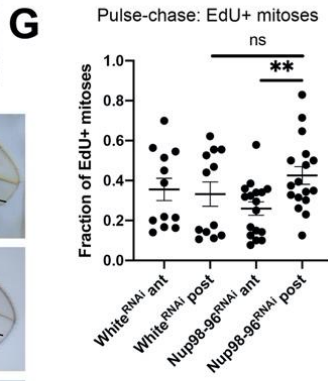 G
Pulse-chase: EdU+ mitoses
ns
**
Fraction of EdU+ mitoses
1.0
0.8
0.6
0.4
0.2
0.0
White^RNAi ant
White^RNAi post
Nup98-96^RNAi ant
Nup98-96^RNAi post